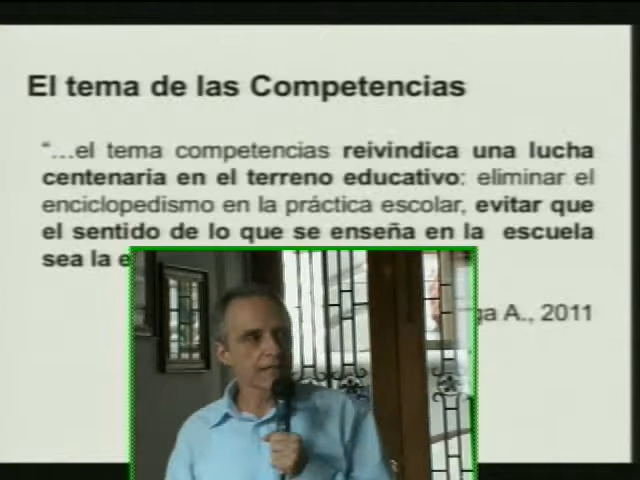 El tema de las Competencias
“...el tema competencias reivindica una lucha
centenaria en el terreno educativo: eliminar el
enciclopedismo en la práctica escolar, evitar que
el sentido de lo que se enseña en la escuela
sea la
A., 2011